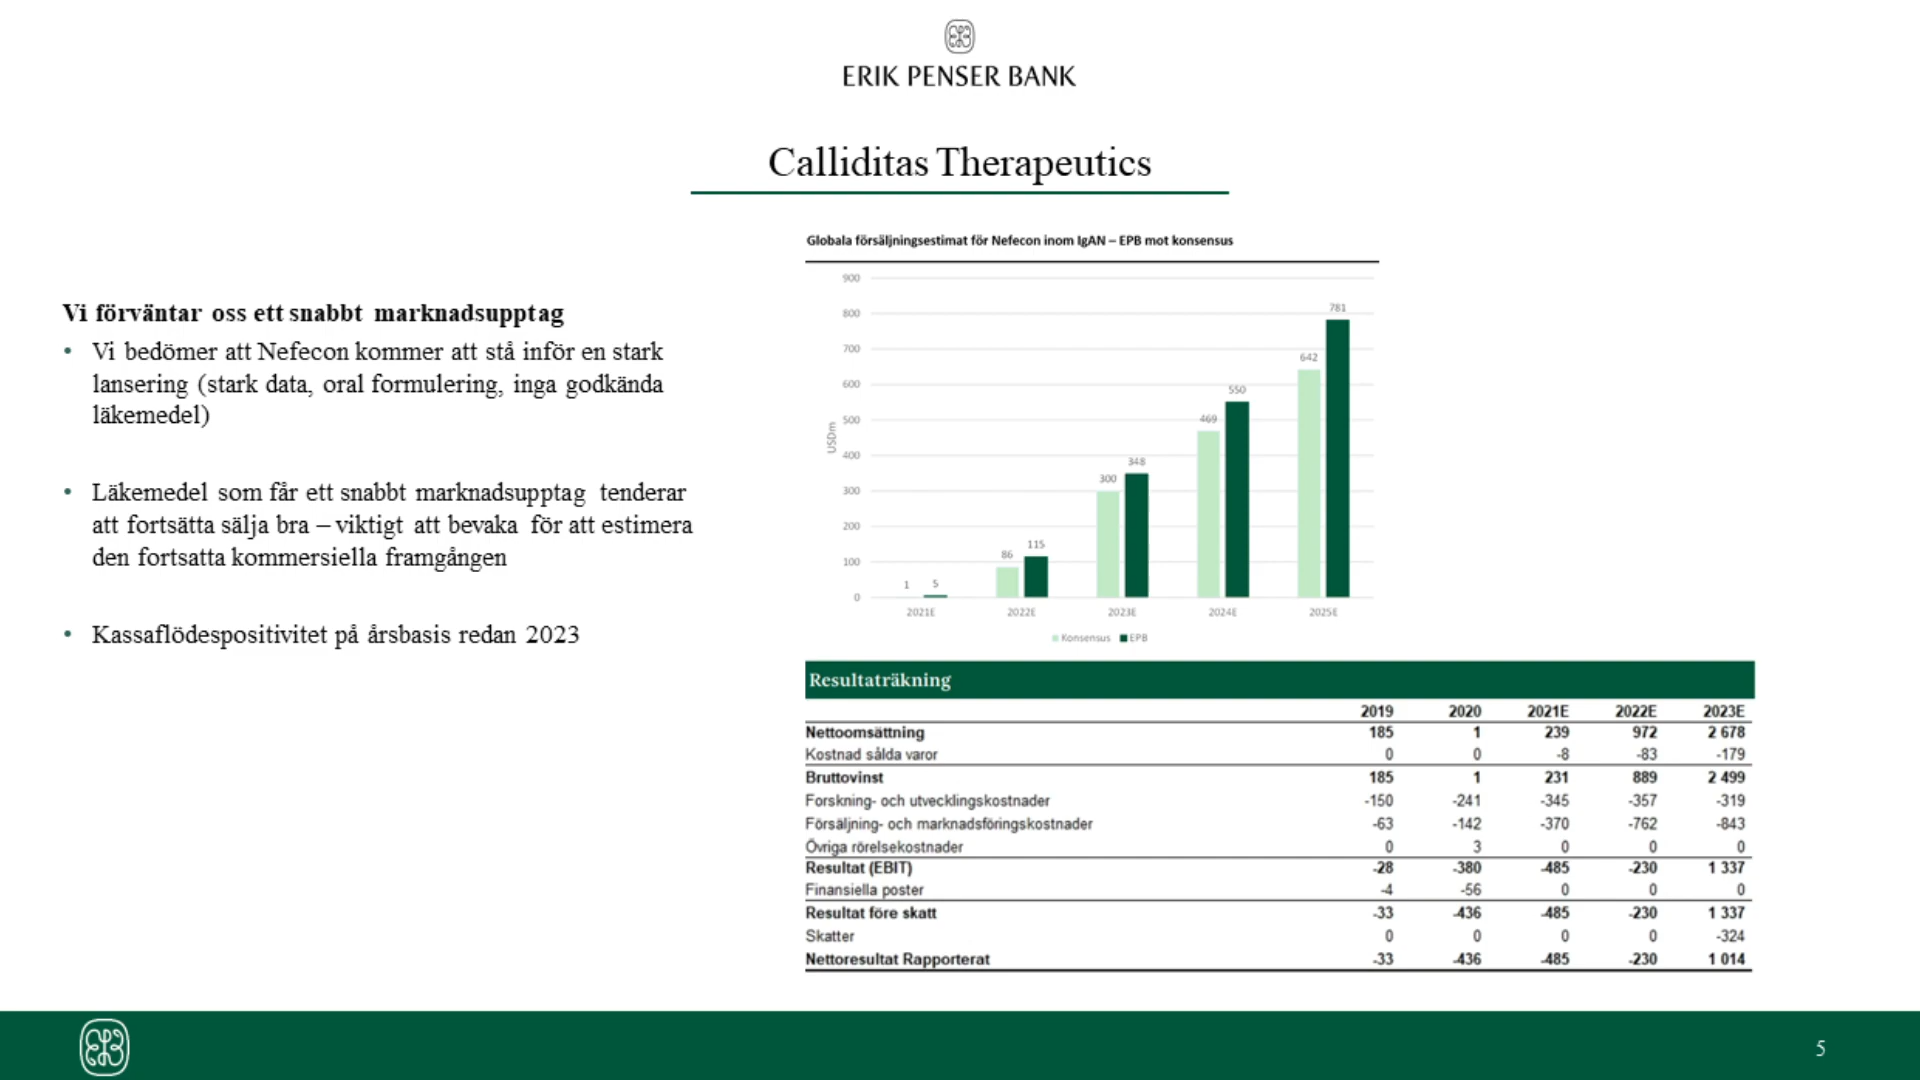 ERIK PENSER BANK
Calliditas Therapeutics
Vi förväntar oss ett snabbt marknadsupptag
• Vi bedömer att Nefecon kommer att stå inför en stark
lansering (stark data, oral formulering, inga godkända
läkemedel)
• Läkemedel som får ett snabbt marknadsupptag tenderar
att fortsätta sälja bra – viktigt att bevaka för att estimera
den fortsatta kommersiella framgången
• Kassaflödespositivitet på årsbasis redan 2023
Globala försäljningsestimat för Nefecon inom IgAN – EPB mot konsensus
900
800
700
600
500
400
300
200
100
0
USDm
1 5
86 115
300 348
469 550
642 781
2021E 2022E 2023E 2024E 2025E
Konsensus EPB
Resultaträkning
2019 2020 2021E 2022E 2023E
Nettoomsättning 185 1 239 972 2 678
Kostnad sålda varor 0 0 -8 -83 -179
Bruttovinst 185 1 231 889 2 499
Forskning- och utvecklingskostnader -150 -241 -345 -357 -319
Försäljning- och marknadsföringskostnader -63 -142 -370 -762 -843
Övriga rörelsekostnader 0 3 0 0 0
Resultat (EBIT) -28 -380 -485 -230 1 337
Finansiella poster -4 -56 0 0 0
Resultat före skatt -33 -436 -485 -230 1 337
Skatter 0 0 0 0 -324
Nettoresultat Rapporterat -33 -436 -485 -230 1 014
5